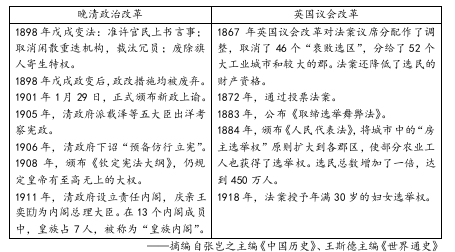 晚清政治改革
1898 年戊戌变法：准许官民上书言事；
取消闲散重迭机构，裁汰冗员；废除旗
人寄生特权。
1898 年戊戌政变后，政改措施均被废弃。
1901 年 1 月 29 日，正式颁布新政上谕。
1905 年，清政府派载泽等五大臣出洋考
察宪政。
1906 年，清政府下诏“预备仿行立宪”。
1908 年，颁布《钦定宪法大纲》，仍规
定皇帝有至高无上的大权。
1911 年，清政府设立责任内阁，庆亲王
奕劻为内阁总理大臣。在 13 个内阁成员
中，皇族占 7 人，被称为“皇族内阁”。
英国议会改革
1867 年英国议会改革对法案议席分配作了调
整，取消了 46 个“衰败选区”，分给了 52 个
大工业城市和较大的郡。法案还降低了选民的
财产资格。
1872 年，通过投票法案。
1883 年，公布《取缔选举舞弊法》。
1884 年，颁布《人民代表法》，将城市中的“房
主选举权”原则扩大到各郡区，使部分农业工
人也获得了选举权。选民总数增加了一倍，达
到 450 万人。
1918 年，法案授予年满 30 岁的妇女选举权。
——摘编自张岂之主编《中国历史》、王斯德主编《世界通史》